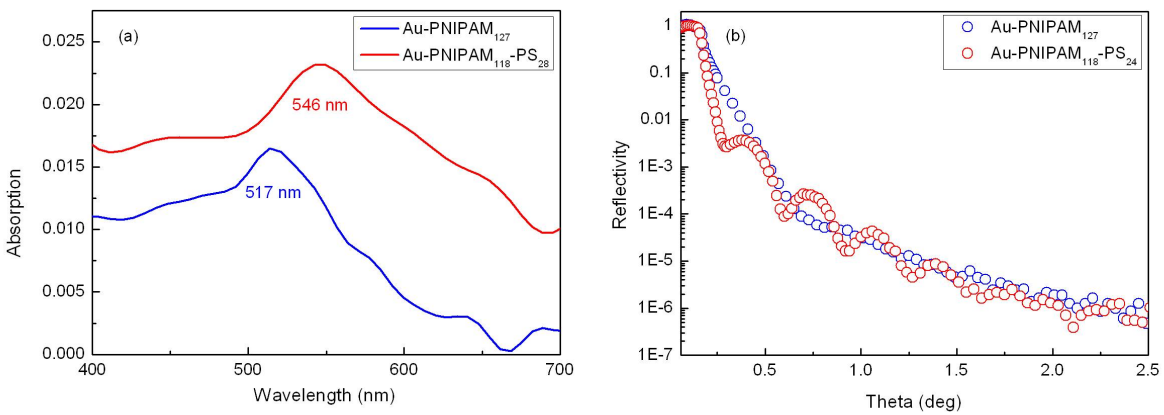 (a)
Au-PNIPAM₁₂₇
Au-PNIPAM₁₁₈-PS₂₈
546 nm
517 nm
0.025
0.020
0.015
0.010
0.005
0.000
Absorption
400 500 600 700
Wavelength (nm)
(b)
Au-PNIPAM₁₂₇
Au-PNIPAM₁₁₈-PS₂₄
1
0.1
0.01
1E-3
1E-4
1E-5
1E-6
1E-7
Reflectivity
0.5 1.0 1.5 2.0 2.5
Theta (deg)